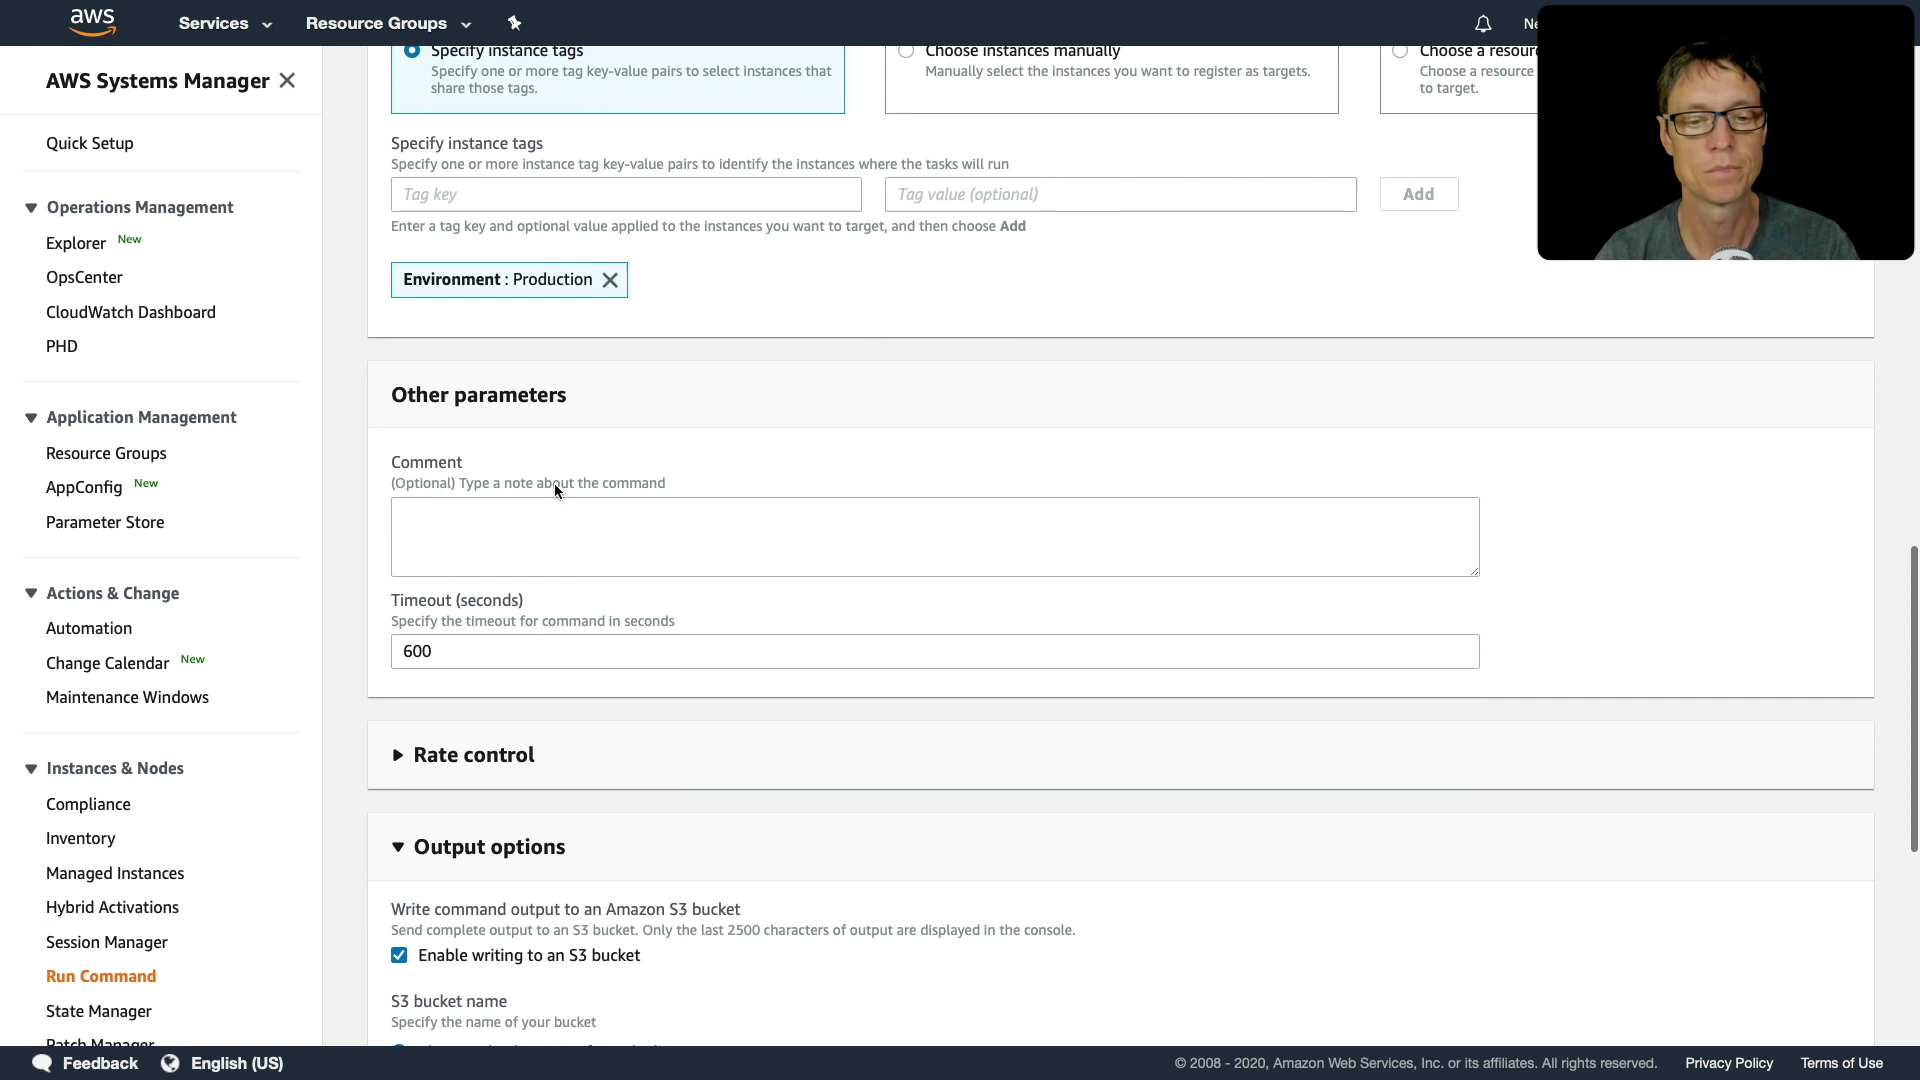 aws
Services
Resource Groups
AWS Systems Manager
Quick Setup
Operations Management
Explorer New
OpsCenter
CloudWatch Dashboard
PHD
Application Management
Resource Groups
AppConfig New
Parameter Store
Actions & Change
Automation
Change Calendar New
Maintenance Windows
Instances & Nodes
Compliance
Inventory
Managed Instances
Hybrid Activations
Session Manager
Run Command
State Manager
Patch Manager
Specify instance tags
Specify one or more tag key-value pairs to select instances that
share those tags.
Choose instances manually
Manually select the instances you want to register as targets.
Choose a
Choose a resource
to target.
Specify instance tags
Specify one or more instance tag key-value pairs to identify the instances where the tasks will run
Tag key
Tag value (optional)
Add
Enter a tag key and optional value applied to the instances you want to target, and then choose Add
Environment : Production
Other parameters
Comment
(Optional) Type a note about the command
Timeout (seconds)
Specify the timeout for command in seconds
600
Rate control
Output options
Write command output to an Amazon S3 bucket
Send complete output to an S3 bucket. Only the last 2500 characters of output are displayed in the console.
Enable writing to an S3 bucket
S3 bucket name
Specify the name of your bucket
Feedback
English (US)
© 2008 - 2020, Amazon Web Services, Inc. or its affiliates. All rights reserved.
Privacy Policy
Terms of Use